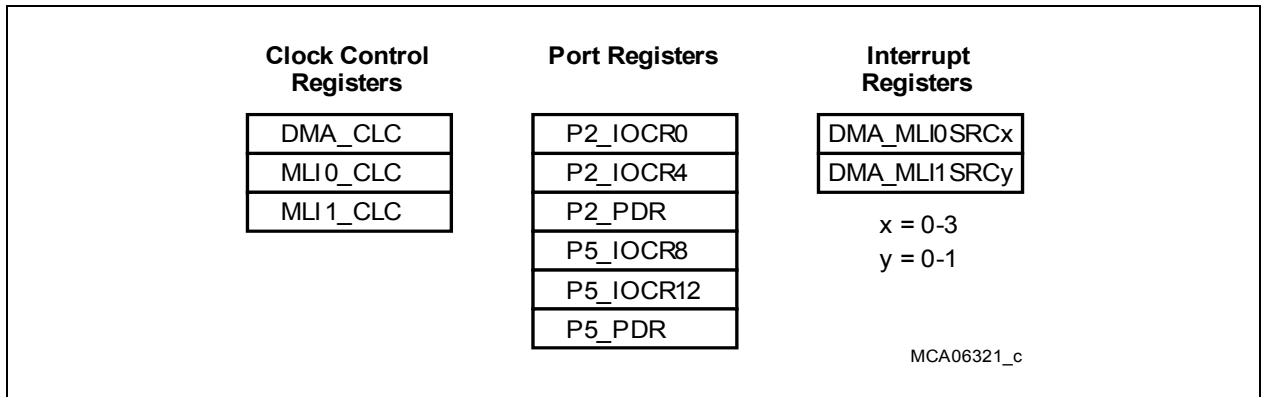 Clock Control
Registers
DMA_CLC
MLI0_CLC
MLI1_CLC
Port Registers
P2_IOCR0
P2_IOCR4
P2_PDR
P5_IOCR8
P5_IOCR12
P5_PDR
Interrupt
Registers
DMA_MLI0SRCx
DMA_MLI1SRCy
x = 0-3
y = 0-1
MCA06321_c